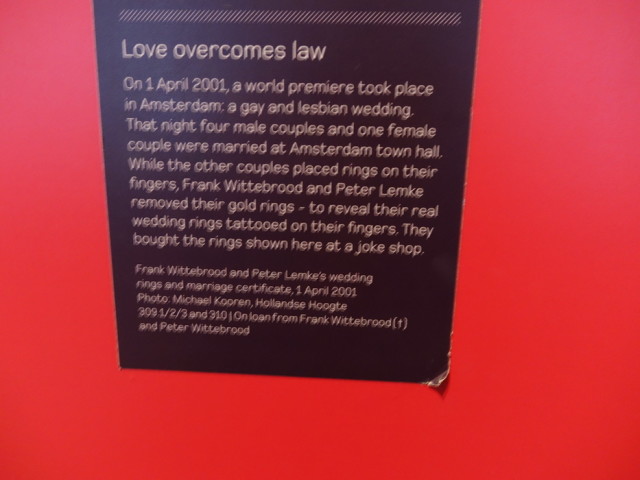 Love overcomes law
On 1 April 2001, a world premiere took place
in Amsterdam: a gay and lesbian wedding.
That night four male couples and one female
couple were married at Amsterdam town hall.
While the other couples placed rings on their
fingers, Frank Wittebrood and Peter Lemke
removed their gold rings - to reveal their real
wedding rings tattooed on their fingers. They
bought the rings shown here at a joke shop.
Frank Wittebrood and Peter Lemke's wedding
rings and marriage certificate, 1 April 2001
Photo: Michael Kooren, Hollandse Hoogte
309 1/2/3 and 310 | On loan from Frank Wittebrood (†)
and Peter Wittebrood